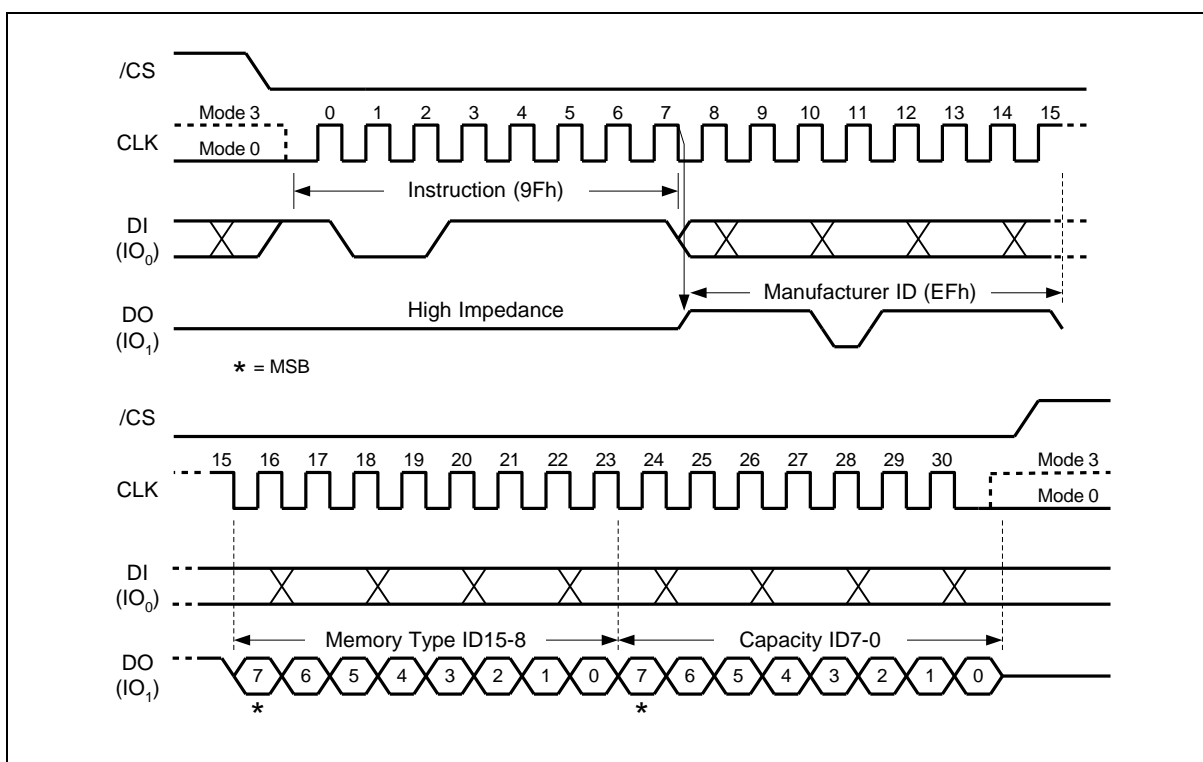 /CS
Mode 3 0 1 2 3 4 5 6 7 8 9 10 11 12 13 14 15
CLK
Mode 0
Instruction (9Fh)
DI
(IO0)
Manufacturer ID (EFh)
High Impedance
DO
(IO1)
* = MSB
/CS
15 16 17 18 19 20 21 22 23 24 25 26 27 28 29 30 Mode 3
CLK
Mode 0
DI
(IO0)
Memory Type ID15-8 Capacity ID7-0
DO
(IO1)
7 6 5 4 3 2 1 0 7 6 5 4 3 2 1 0
* *